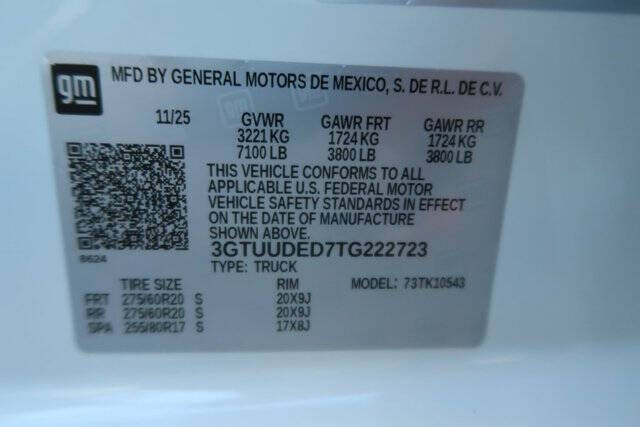 gm MFD BY GENERAL MOTORS DE MEXICO, S. DE R.L. DE C.V.
11/25 GVWR GAWR FRT GAWR RR
3221 KG 1724 KG 1724 KG
7100 LB 3800 LB 3800 LB
THIS VEHICLE CONFORMS TO ALL
APPLICABLE U.S. FEDERAL MOTOR
VEHICLE SAFETY STANDARDS IN EFFECT
ON THE DATE OF MANUFACTURE
SHOWN ABOVE.
8624 3GTUUDED7TG222723
TYPE: TRUCK MODEL: 73TK10543
TIRE SIZE RIM
FRT 275/60R20 S 20X9J
RR 275/60R20 S 20X9J
SPA 255/80R17 S 17X8J